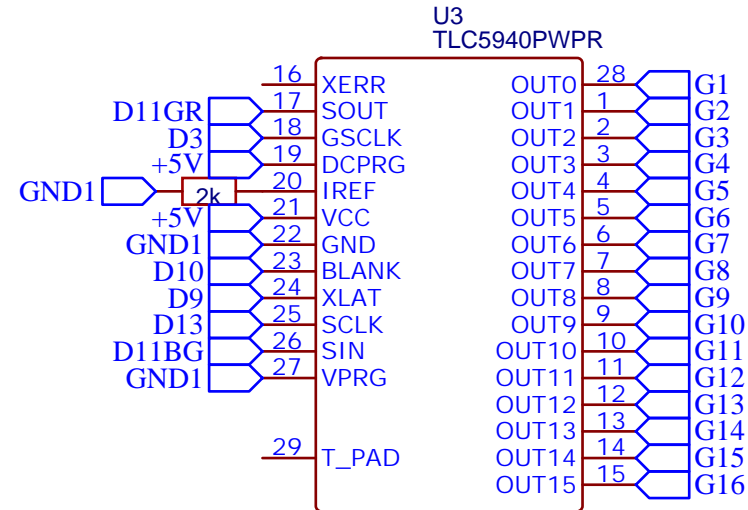 U3
TLC5940PWPR
16 XERR OUT0 28 G1
D11GR 17 SOUT OUT1 1 G2
D3 18 GSCLK OUT2 2 G3
+5V 19 DCPRG OUT3 3 G4
GND1 2k 20 IREF OUT4 4 G5
+5V 21 VCC OUT5 5 G6
GND1 22 GND OUT6 6 G7
D10 23 BLANK OUT7 7 G8
D9 24 XLAT OUT8 8 G9
D13 25 SCLK OUT9 9 G10
D11BG 26 SIN OUT10 10 G11
GND1 27 VPRG OUT11 11 G12
OUT12 12 G13
OUT13 13 G14
29 T_PAD OUT14 14 G15
OUT15 15 G16